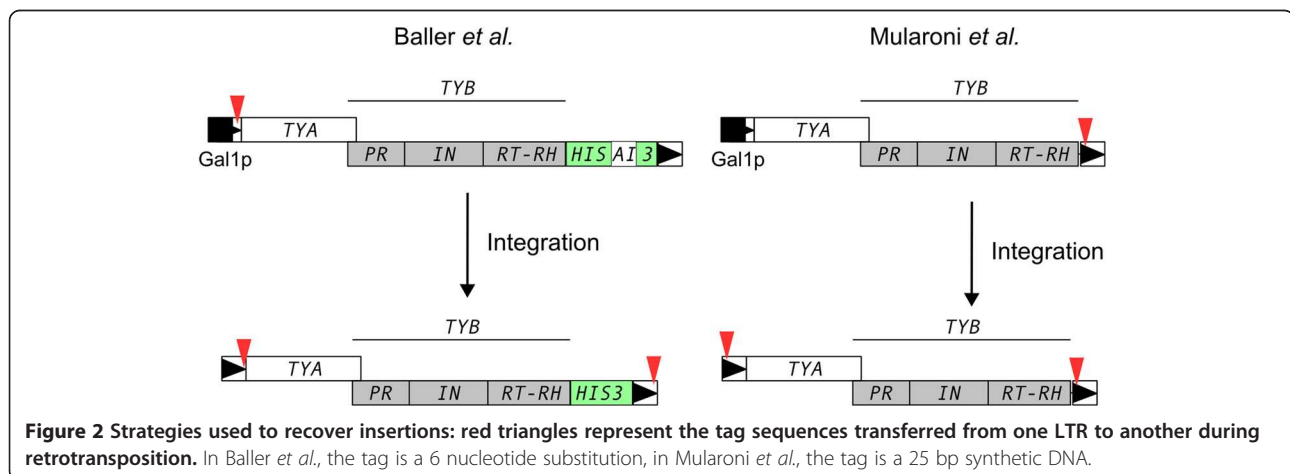 Baller et al. Mularoni et al.
TYB TYB
TYA TYA
Gal1p PR IN RT-RH HIS AI 3 Gal1p PR IN RT-RH
Integration Integration
TYB TYB
TYA TYA
PR IN RT-RH HIS3 PR IN RT-RH
Figure 2 Strategies used to recover insertions: red triangles represent the tag sequences transferred from one LTR to another during
retrotransposition. In Baller et al., the tag is a 6 nucleotide substitution, in Mularoni et al., the tag is a 25 bp synthetic DNA.